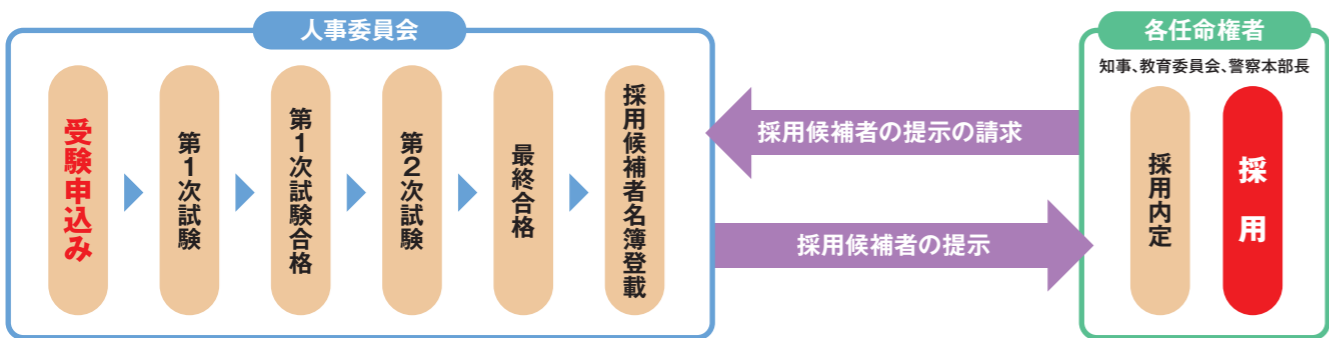 人事委員会
受験申込み
第1次試験
第1次試験合格
第2次試験
最終合格
採用候補者名簿登載
採用候補者の提示の請求
採用候補者の提示
各任命権者
知事、教育委員会、警察本部長
採用内定
採用